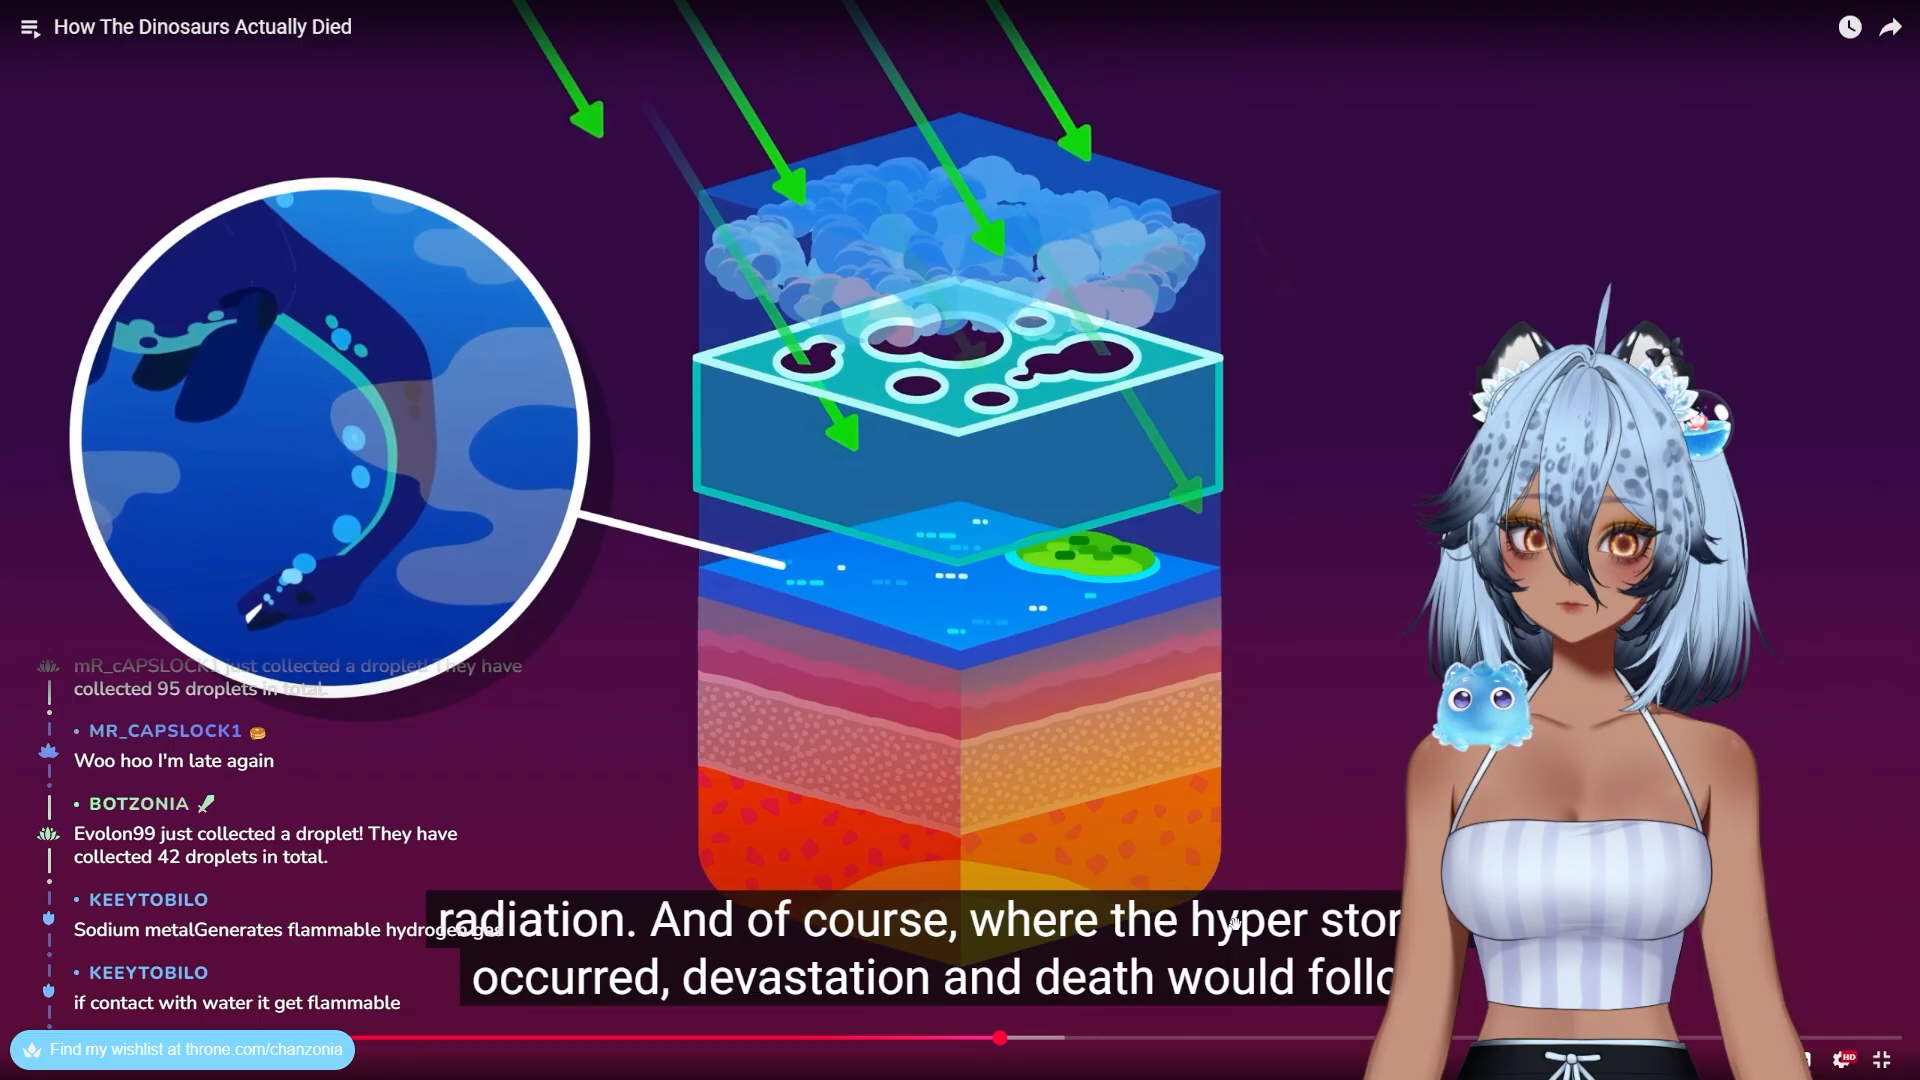 How The Dinosaurs Actually Died
mR_cAPSLOCK1 just collected a droplet! They have
collected 95 droplets in total.
• MR_CAPSLOCK1
Woo hoo I'm late again
• BOTZONIA
Evolon99 just collected a droplet! They have
collected 42 droplets in total.
• KEEYTOBILO
Sodium metalGenerates flammable hydrogen gas
• KEEYTOBILO
if contact with water it get flammable
radiation. And of course, where the hyper
occurred, devastation and death would
Find my wishlist at throne.com/chanzonia
HD